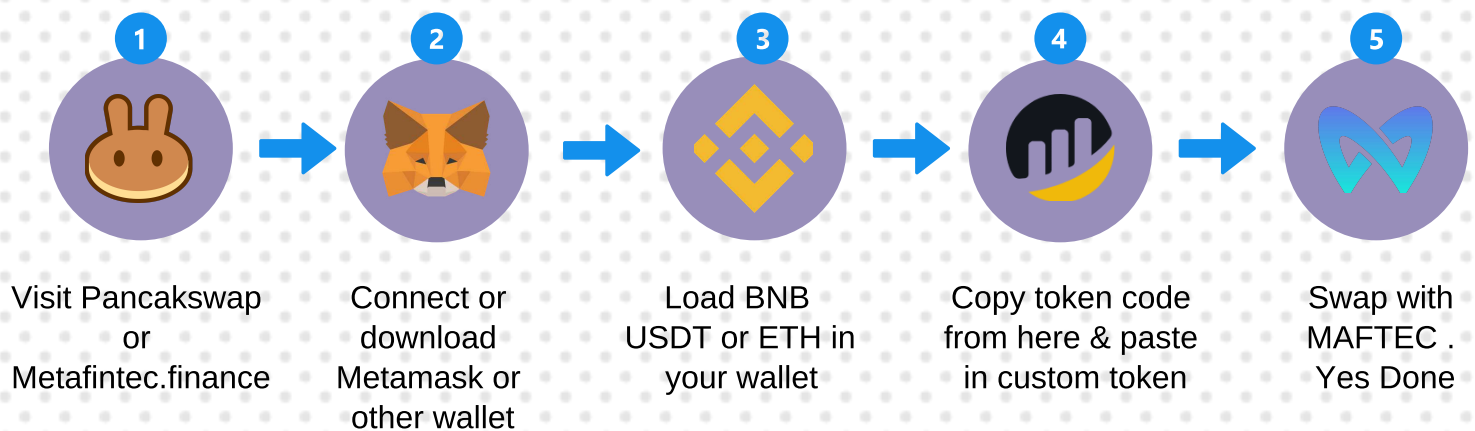 1
2
3
4
5
Visit Pancakswap
or
Metafintec.finance
Connect or
download
Metamask or
other wallet
Load BNB
USDT or ETH in
your wallet
Copy token code
from here & paste
in custom token
Swap with
MAFTEC .
Yes Done